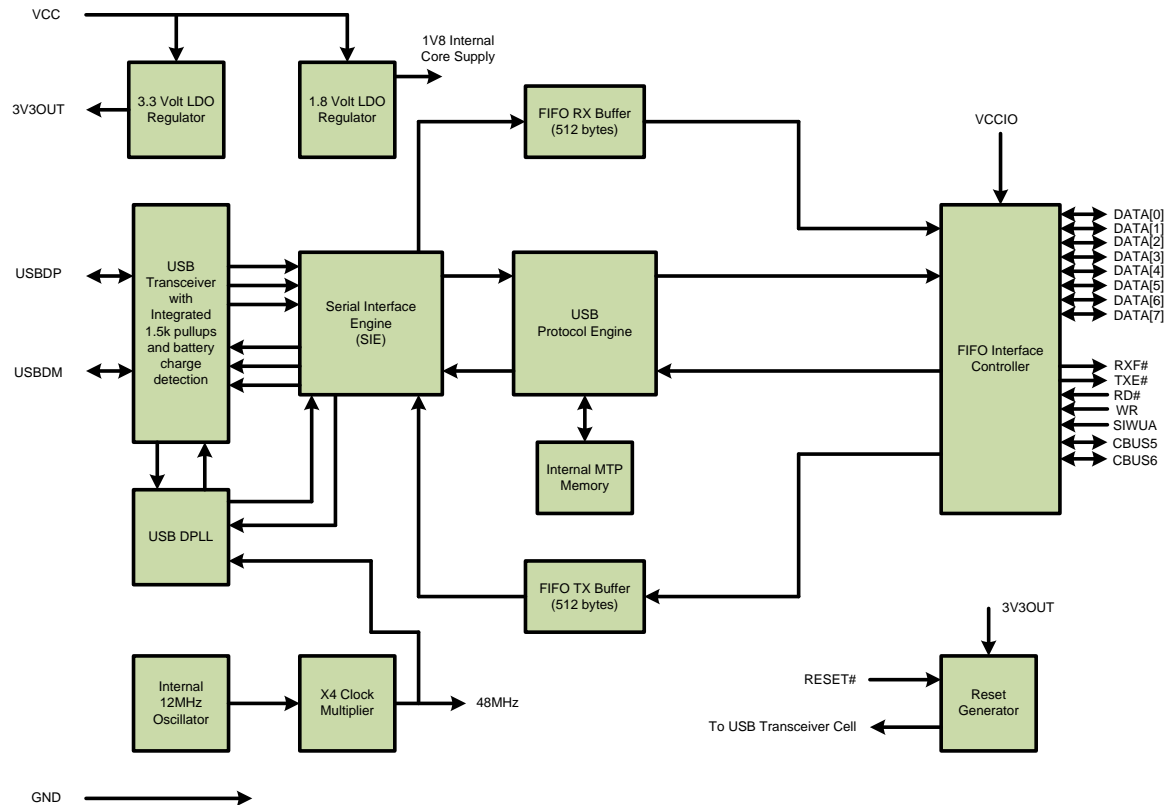 VCC
1V8 Internal
Core Supply
3V3OUT
3.3 Volt LDO
Regulator
1.8 Volt LDO
Regulator
FIFO RX Buffer
(512 bytes)
VCCIO
USBDP
USBDM
USB
Transceiver
with
Integrated
1.5k pullups
and battery
charge
detection
Serial Interface
Engine
(SIE)
USB
Protocol Engine
FIFO Interface
Controller
DATA[0]
DATA[1]
DATA[2]
DATA[3]
DATA[4]
DATA[5]
DATA[6]
DATA[7]
RXF#
TXE#
RD#
WR
SIWUA
CBUS5
CBUS6
Internal MTP
Memory
USB DPLL
FIFO TX Buffer
(512 bytes)
3V3OUT
Internal
12MHz
Oscillator
X4 Clock
Multiplier
48MHz
RESET#
To USB Transceiver Cell
Reset
Generator
GND